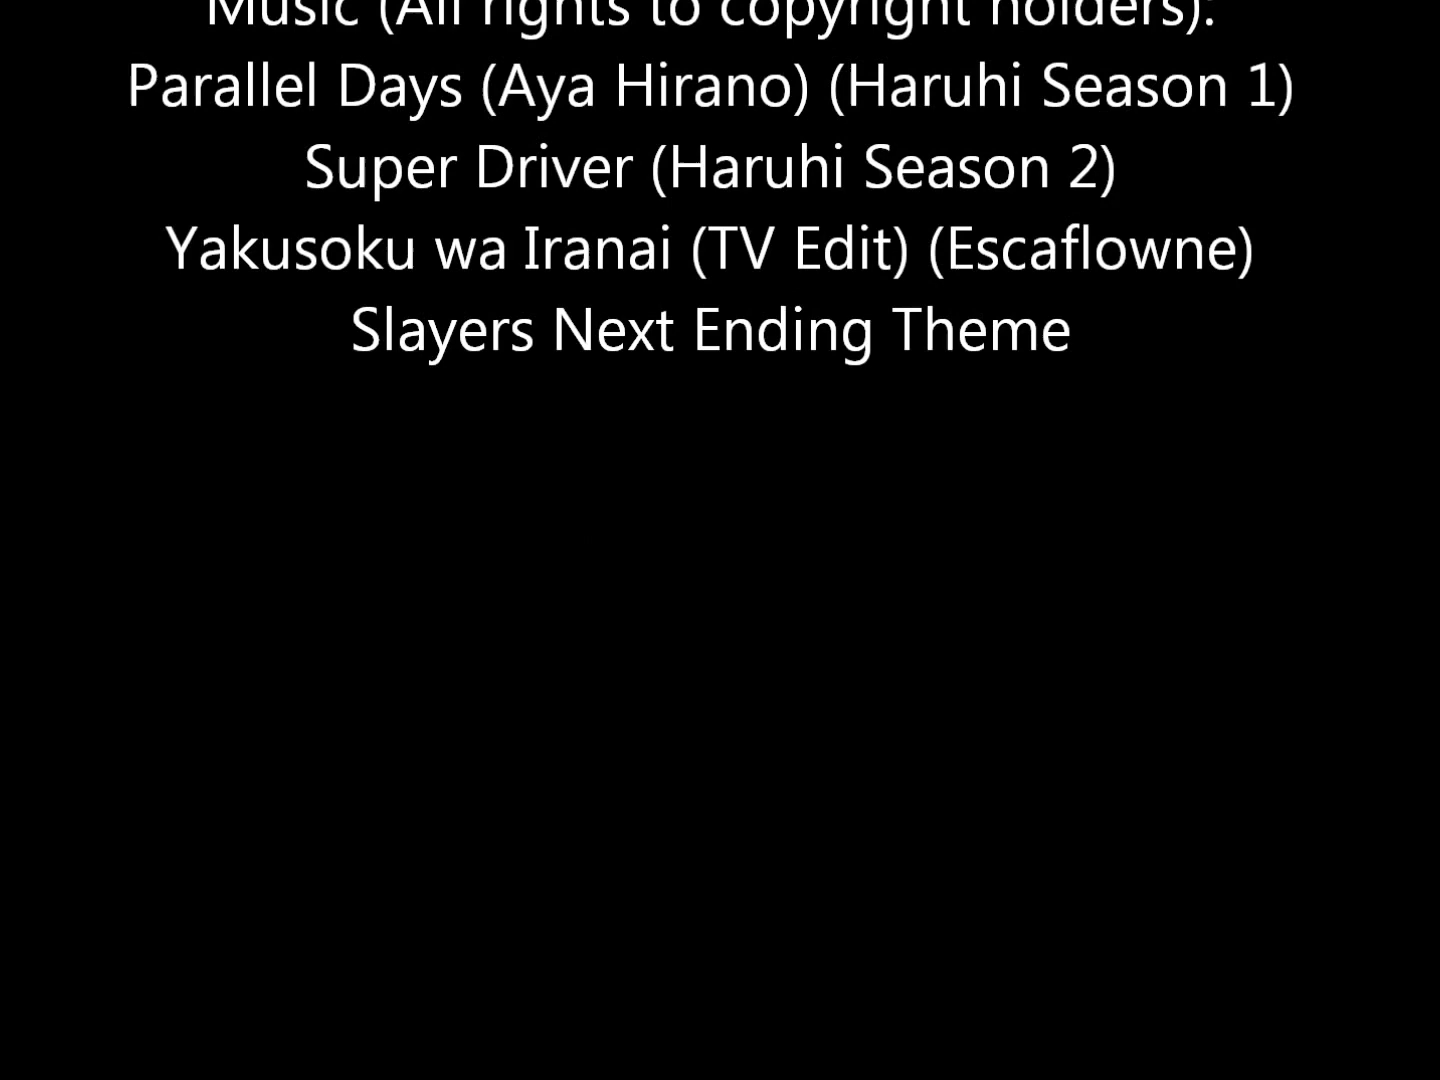 Music (All rights to copyright holders):
Parallel Days (Aya Hirano) (Haruhi Season 1)
Super Driver (Haruhi Season 2)
Yakusoku wa Iranai (TV Edit) (Escaflowne)
Slayers Next Ending Theme